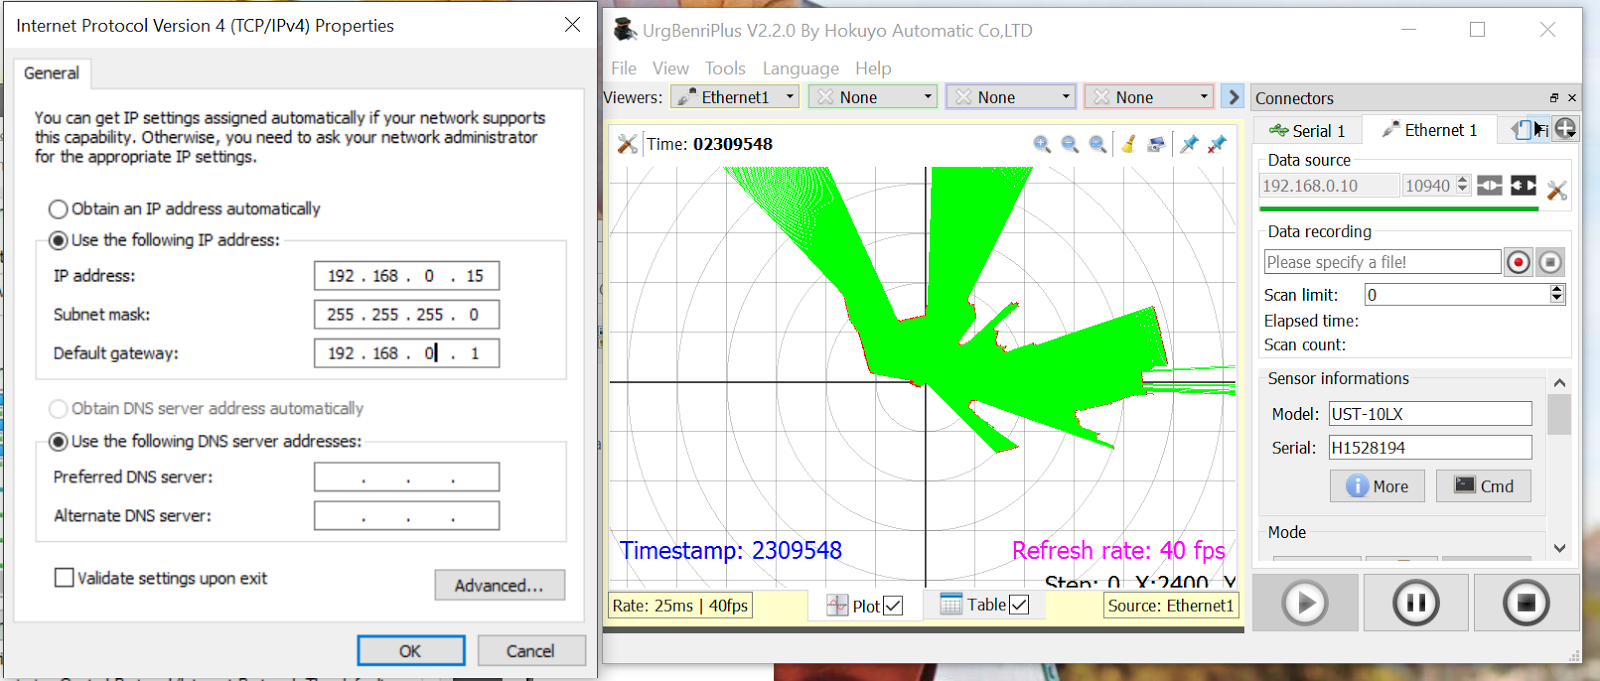 Internet Protocol Version 4 (TCP/IPv4) Properties
General
You can get IP settings assigned automatically if your network supports
this capability. Otherwise, you need to ask your network administrator
for the appropriate IP settings.
Obtain an IP address automatically
Use the following IP address:
IP address: 192 . 168 . 0 . 15
Subnet mask: 255 . 255 . 255 . 0
Default gateway: 192 . 168 . 0 . 1
Obtain DNS server address automatically
Use the following DNS server addresses:
Preferred DNS server: . . .
Alternate DNS server: . . .
Validate settings upon exit
Advanced...
OK Cancel
UrgBenriPlus V2.2.0 By Hokuyo Automatic Co,LTD
File View Tools Language Help
Viewers: Ethernet1 None None None
Time: 02309548
Timestamp: 2309548
Refresh rate: 40 fps
Step: 0 X:2400 Y
Rate: 25ms | 40fps
Plot Table
Source: Ethernet1
Connectors
Serial 1 Ethernet 1 Fi
Data source
192.168.0.10 10940
Data recording
Please specify a file!
Scan limit: 0
Elapsed time:
Scan count:
Sensor informations
Model: UST-10LX
Serial: H1528194
More Cmd
Mode